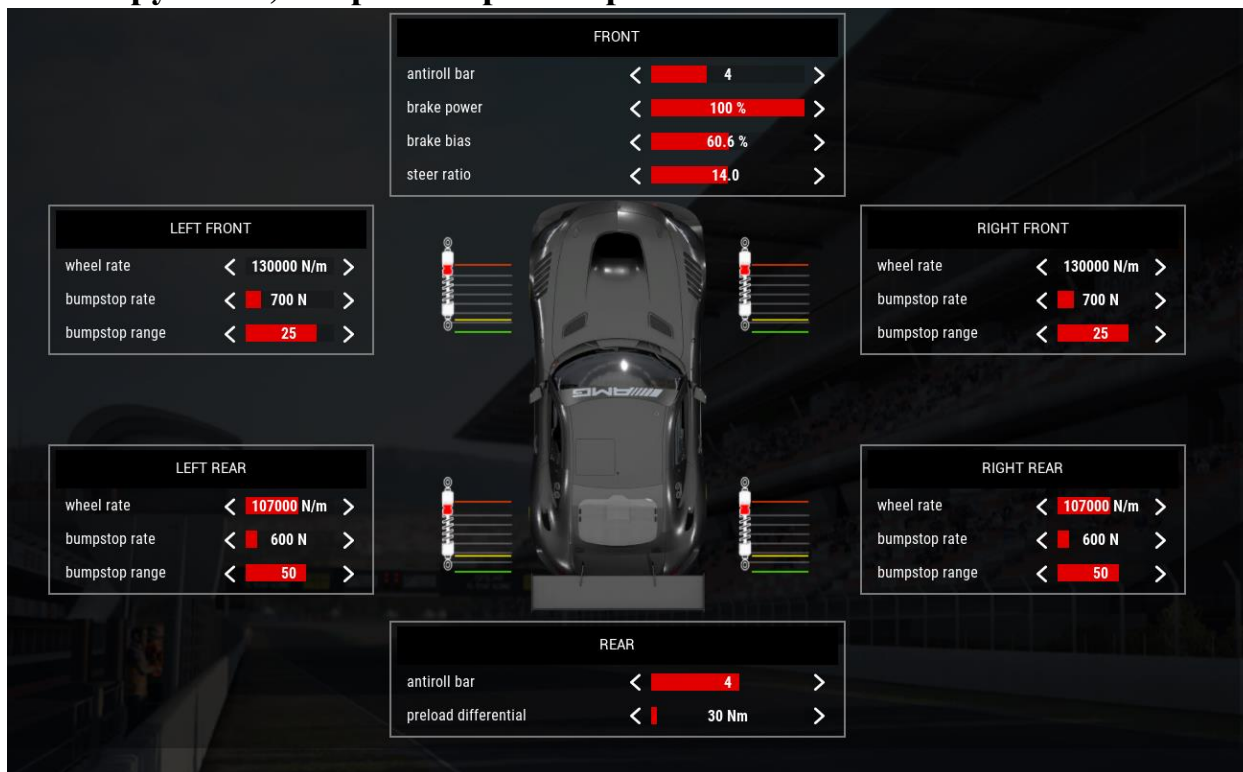 FRONT
antiroll bar 4
brake power 100 %
brake bias 60.6 %
steer ratio 14.0
LEFT FRONT
wheel rate 130000 N/m
bumpstop rate 700 N
bumpstop range 25
RIGHT FRONT
wheel rate 130000 N/m
bumpstop rate 700 N
bumpstop range 25
AMG
LEFT REAR
wheel rate 107000 N/m
bumpstop rate 600 N
bumpstop range 50
RIGHT REAR
wheel rate 107000 N/m
bumpstop rate 600 N
bumpstop range 50
REAR
antiroll bar 4
preload differential 30 Nm